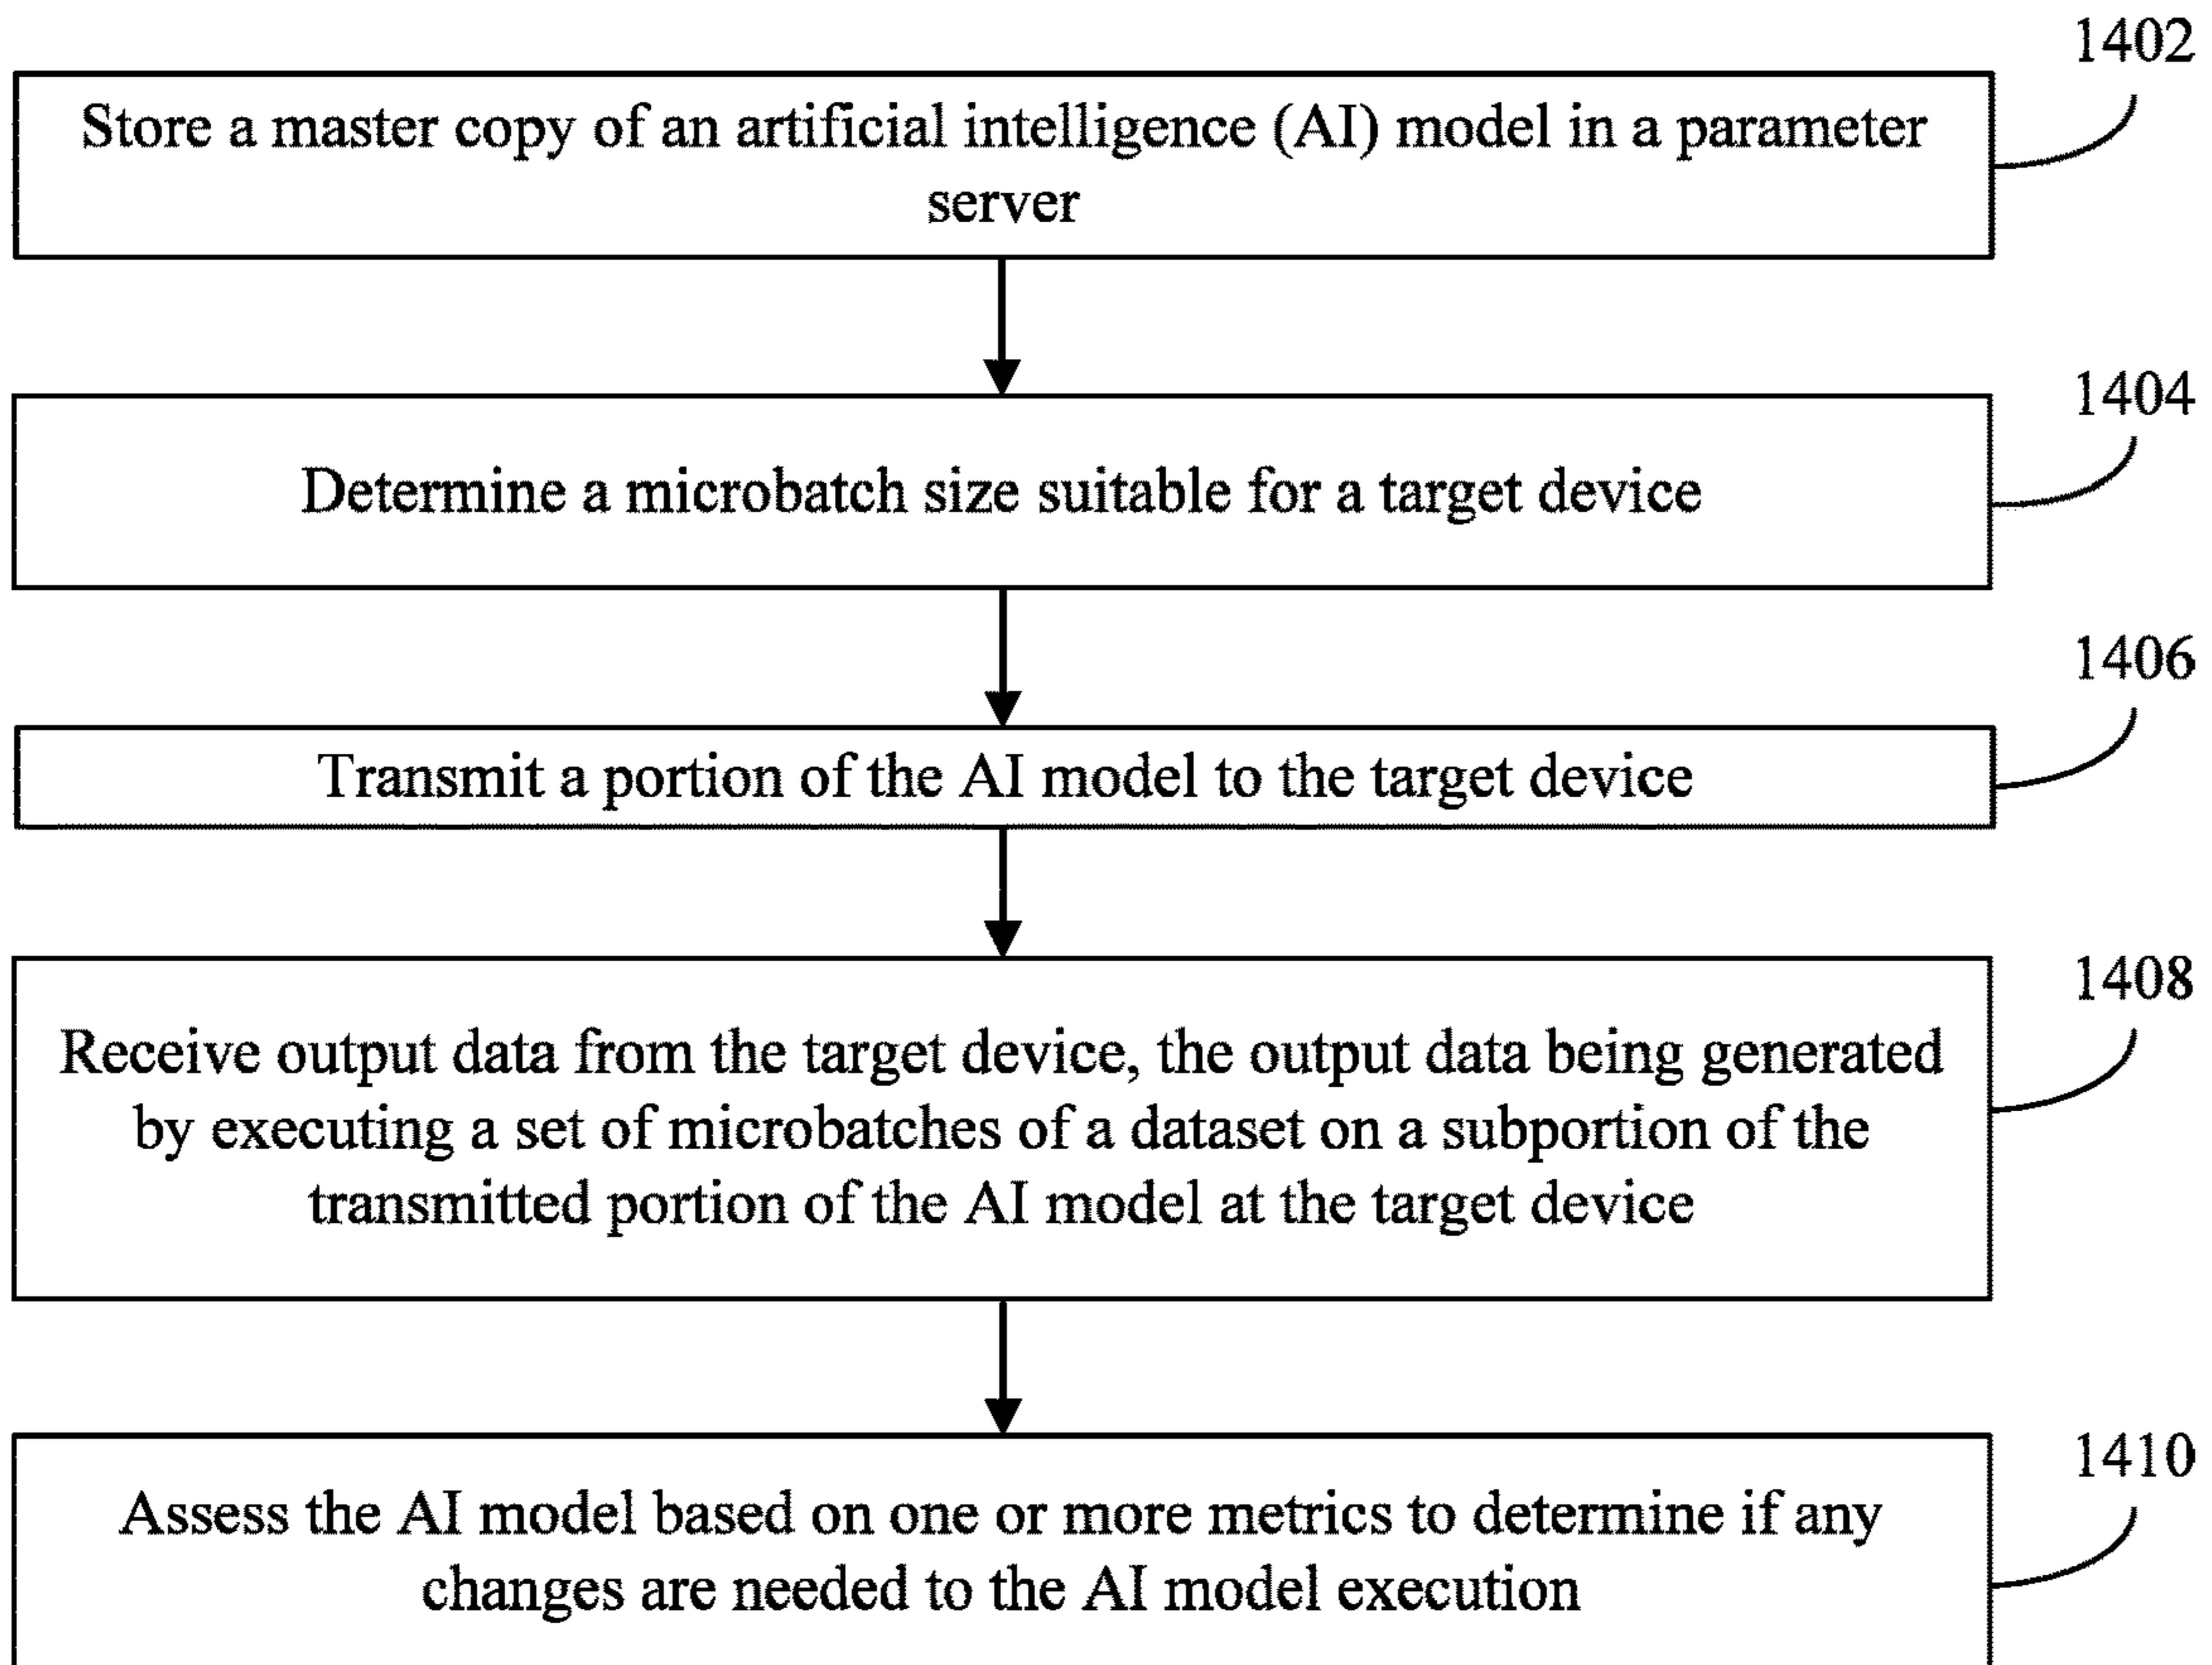 1402
Store a master copy of an artificial intelligence (AI) model in a parameter
server
1404
Determine a microbatch size suitable for a target device
1406
Transmit a portion of the AI model to the target device
1408
Receive output data from the target device, the output data being generated
by executing a set of microbatches of a dataset on a subportion of the
transmitted portion of the AI model at the target device
1410
Assess the AI model based on one or more metrics to determine if any
changes are needed to the AI model execution